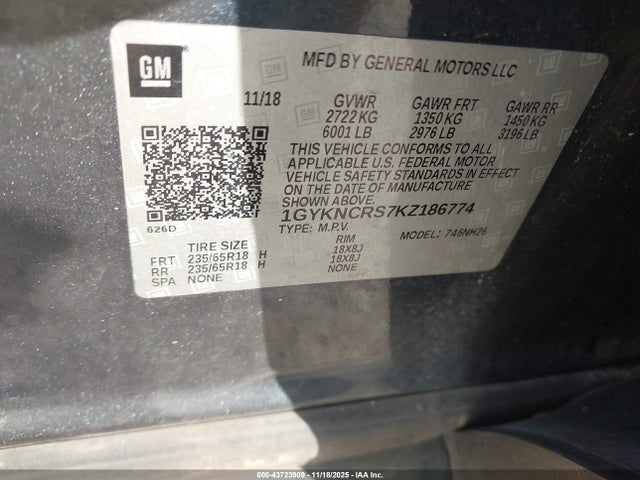 GM
MFD BY GENERAL MOTORS LLC
11/18 GVWR GAWR FRT GAWR RR
2722 KG 1350 KG 1450 KG
6001 LB 2976 LB 3196 LB
THIS VEHICLE CONFORMS TO ALL
APPLICABLE U.S. FEDERAL MOTOR
VEHICLE SAFETY STANDARDS IN EFFECT
ON THE DATE OF MANUFACTURE
SHOWN ABOVE.
1GYKNCRS7KZ186774
626D
TYPE: M.P.V. MODEL: 746NH26
TIRE SIZE RIM
FRT 235/65R18 H 18X8J
RR 235/65R18 H 18X8J
SPA NONE NONE
000-43723909 - 11/18/2025 - IAA Inc.